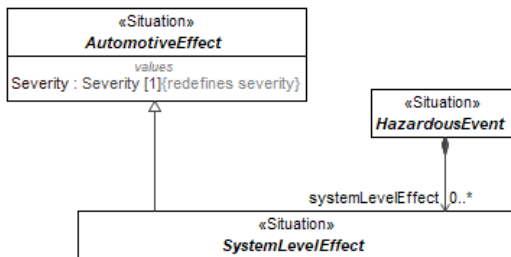 «Situation»
AutomotiveEffect
values
Severity : Severity [1]{redefines severity}
«Situation»
HazardousEvent
systemLevelEffect 0..*
«Situation»
SystemLevelEffect